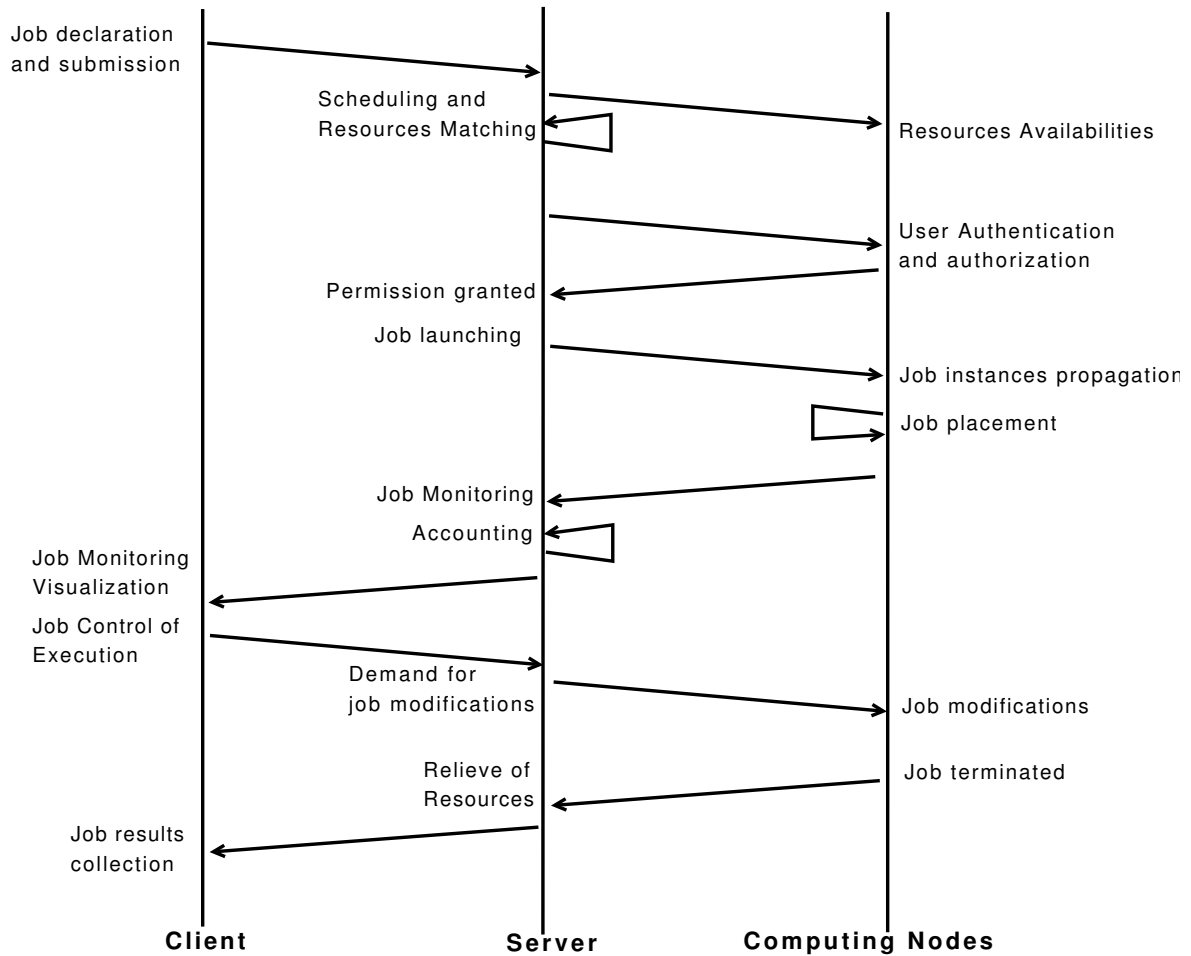 Job declaration
and submission
Scheduling and
Resources Matching
Resources Availabilities
User Authentication
and authorization
Permission granted
Job launching
Job instances propagation
Job placement
Job Monitoring
Accounting
Job Monitoring
Visualization
Job Control of
Execution
Demand for
job modifications
Job modifications
Relieve of
Resources
Job terminated
Job results
collection
Client
Server
Computing Nodes